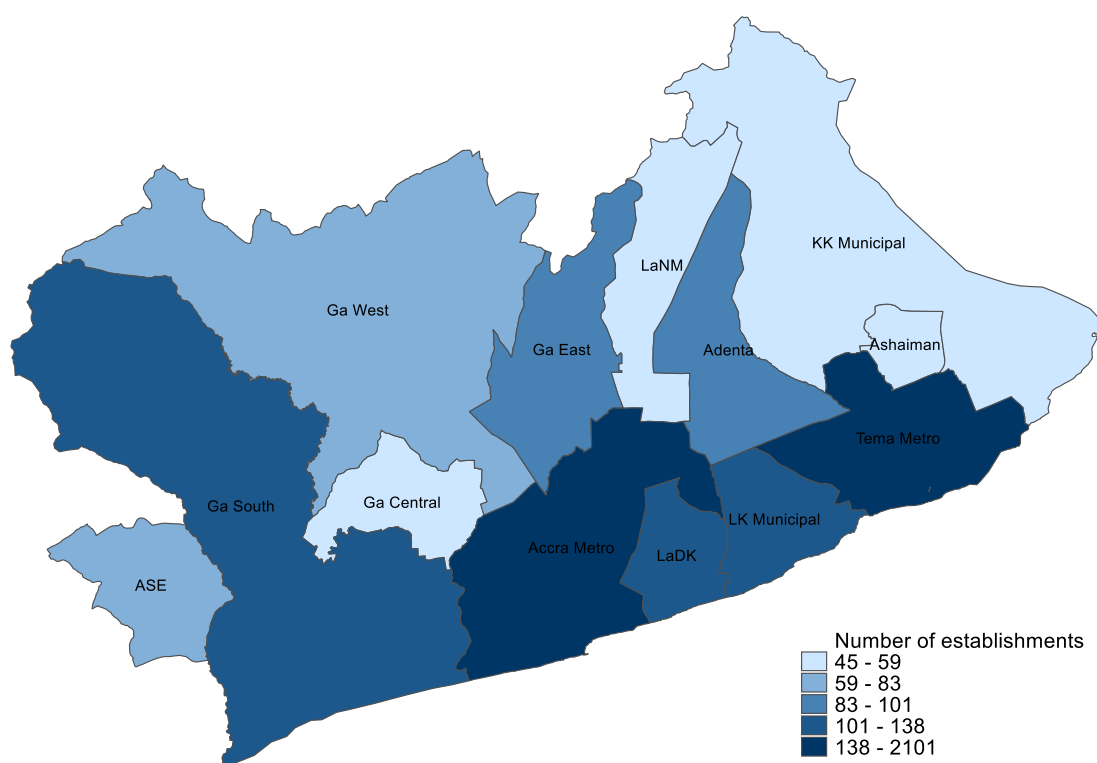 KK Municipal
LaNM
Ga West
Ga East
Adenta
Ashaiman
Tema Metro
Ga Central
Ga South
LK Municipal
Accra Metro
LaDK
ASE
Number of establishments
45 - 59
59 - 83
83 - 101
101 - 138
138 - 2101